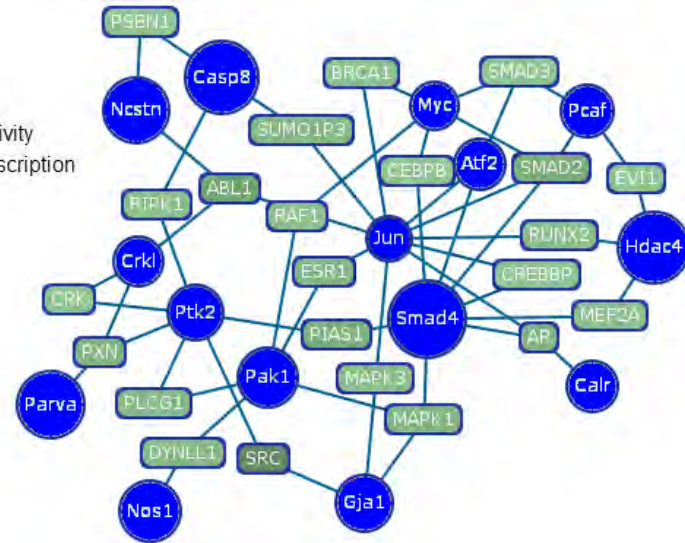 PSEN1
Casp8
BRCA1
SMAD3
Ncstn
Myc
Pcaf
ivity
SUMO1P3
scription
Atf2
CEBPB
SMAD2
EVI1
ABL1
RIPK1
RAF1
Jun
RUNX2
Hdac4
Crkl
ESR1
CREBBP
CRK
Ptk2
Smad4
MEF2A
PXN
PIAS1
AR
Pak1
MAPK3
Calr
Parva
PLCG1
MAPK1
DYNLL1
SRC
Nos1
Gja1